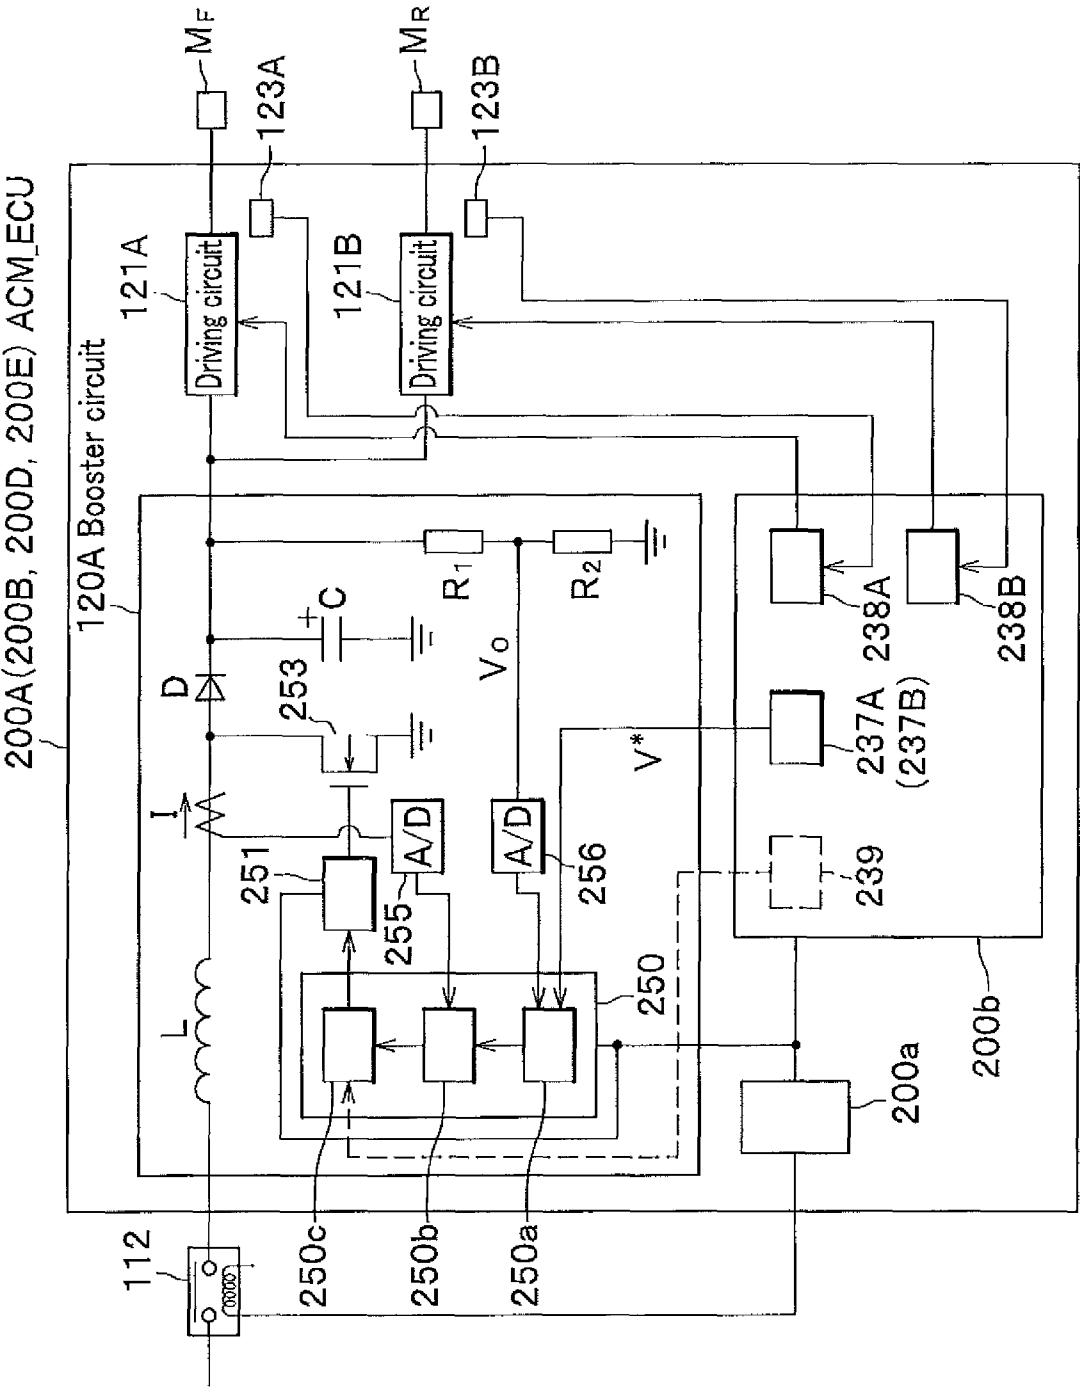 200A(200B, 200D, 200E) ACM_ECU
120A Booster circuit
112
L
I
D
253
C
+
121A
Driving circuit
MF
123A
121B
Driving circuit
MR
123B
251
A/D
255
A/D
256
Vo
R1
R2
V*
250
250c
250b
250a
239
237A
(237B)
238A
238B
200a
200b